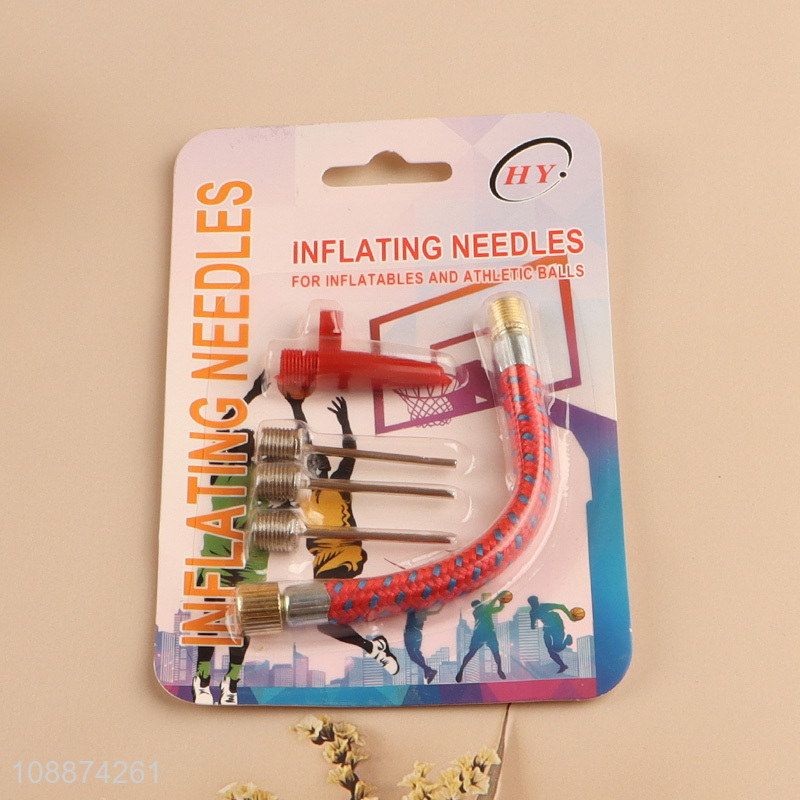 HY.
INFLATING NEEDLES
FOR INFLATABLES AND ATHLETIC BALLS
INFLATING NEEDLES
108874261